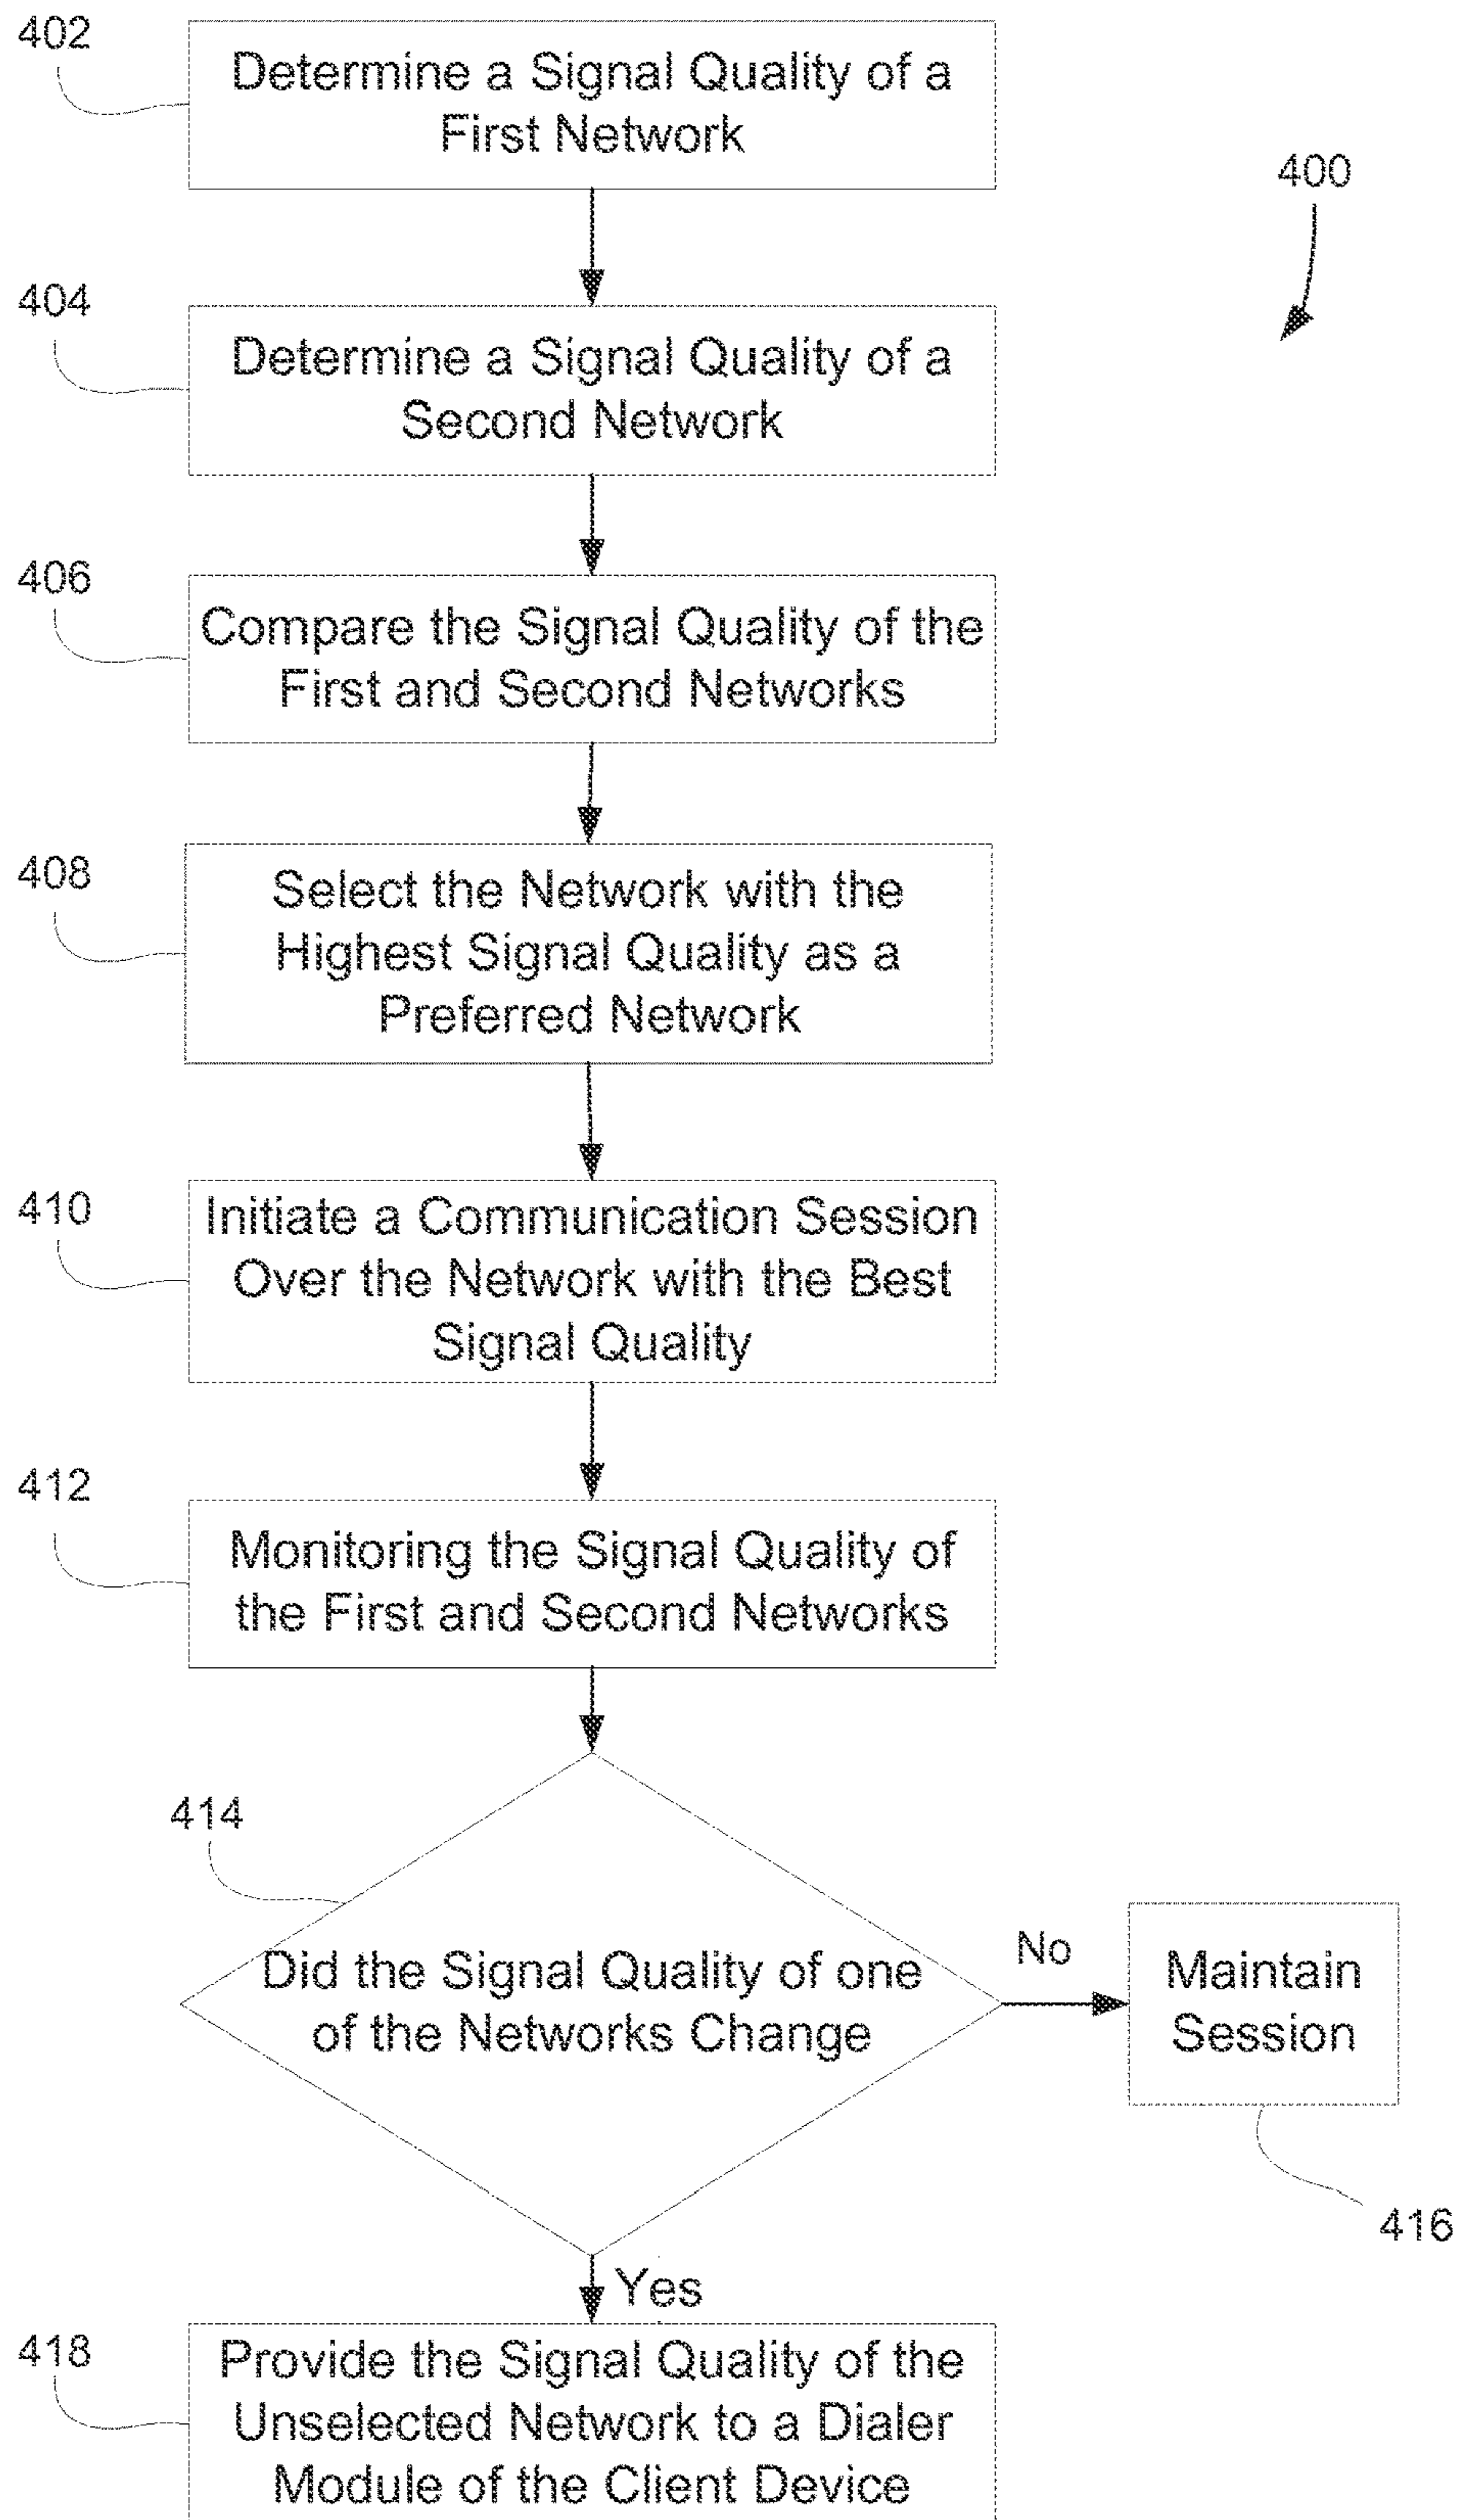 402
Determine a Signal Quality of a
First Network
400
404
Determine a Signal Quality of a
Second Network
406
Compare the Signal Quality of the
First and Second Networks
408
Select the Network with the
Highest Signal Quality as a
Preferred Network
410
Initiate a Communication Session
Over the Network with the Best
Signal Quality
412
Monitoring the Signal Quality of
the First and Second Networks
414
Did the Signal Quality of one
of the Networks Change
No
Maintain
Session
416
Yes
418
Provide the Signal Quality of the
Unselected Network to a Dialer
Module of the Client Device